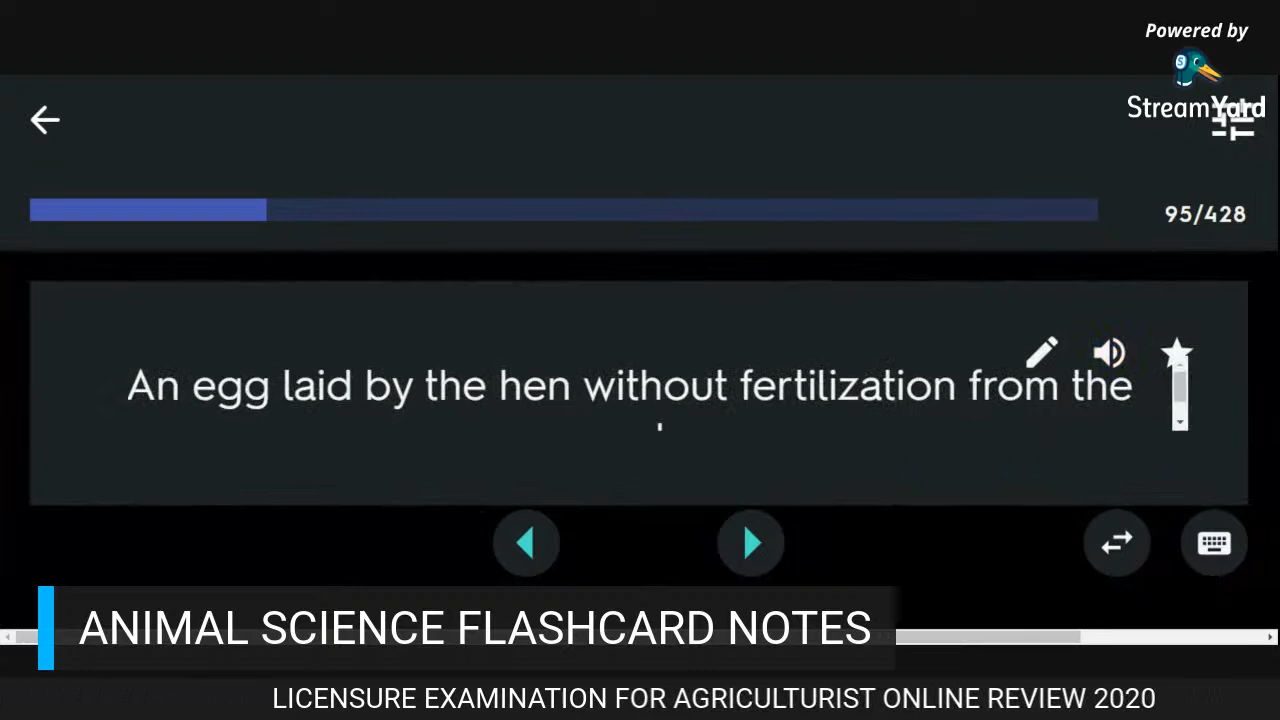 Powered by
StreamYard
95/428
An egg laid by the hen without fertilization from the
ANIMAL SCIENCE FLASHCARD NOTES
LICENSURE EXAMINATION FOR AGRICULTURIST ONLINE REVIEW 2020